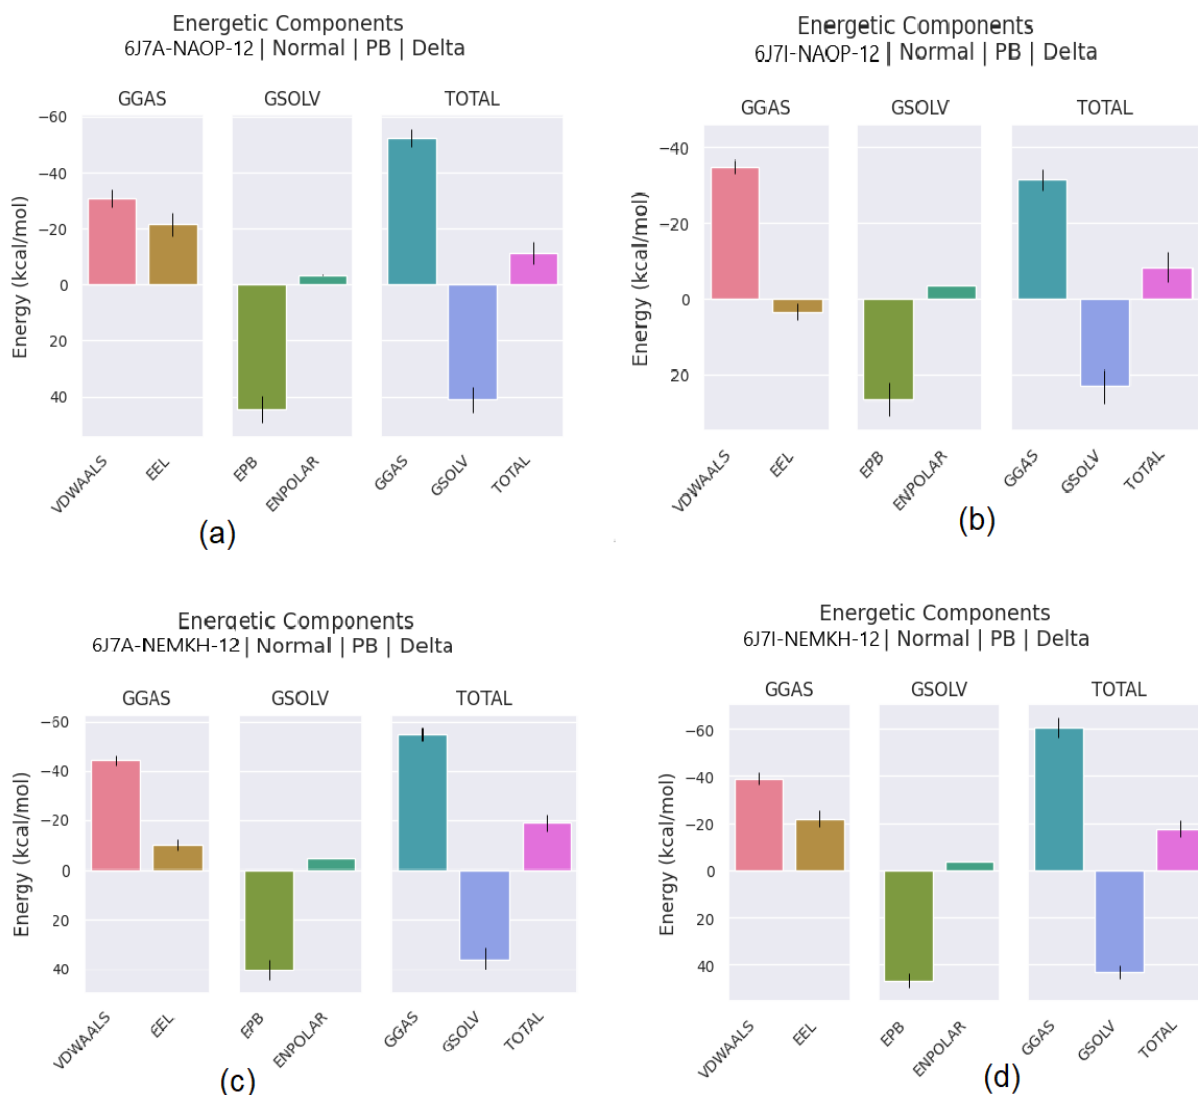 Energetic Components
6J7A-NAOP-12 | Normal | PB | Delta
GGAS GSOLV TOTAL
Energy (kcal/mol)
−60
−40
−20
0
20
40
VDWAALS EEL EPB ENPOLAR GGAS GSOLV TOTAL
(a)
Energetic Components
6J7I-NAOP-12 | Normal | PB | Delta
GGAS GSOLV TOTAL
Energy (kcal/mol)
−40
−20
0
20
VDWAALS EEL EPB ENPOLAR GGAS GSOLV TOTAL
(b)
Energetic Components
6J7A-NEMKH-12 | Normal | PB | Delta
GGAS GSOLV TOTAL
Energy (kcal/mol)
−60
−40
−20
0
20
40
VDWAALS EEL EPB ENPOLAR GGAS GSOLV TOTAL
(c)
Energetic Components
6J7I-NEMKH-12 | Normal | PB | Delta
GGAS GSOLV TOTAL
Energy (kcal/mol)
−60
−40
−20
0
20
40
VDWAALS EEL EPB ENPOLAR GGAS GSOLV TOTAL
(d)